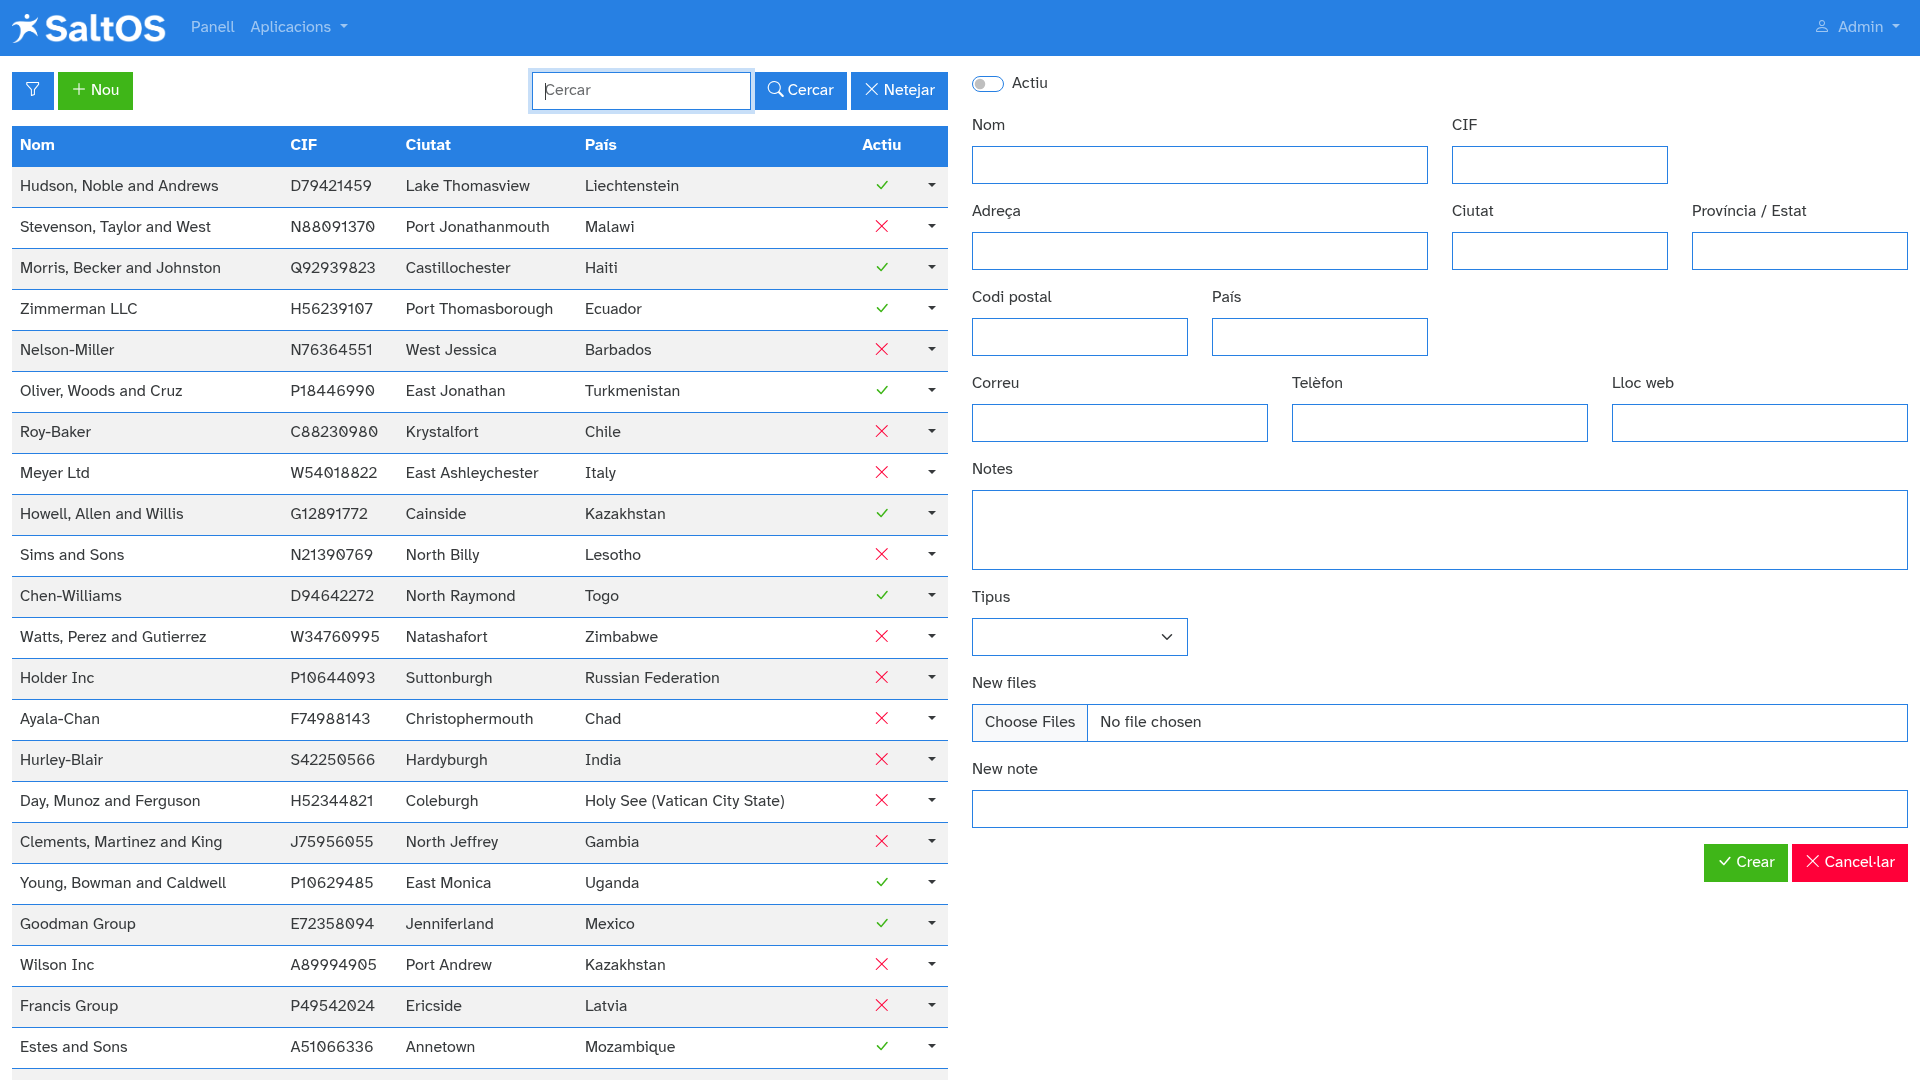 SaltOS Panell Aplicacions Admin
Nou Cercar Cercar Netejar
Nom CIF Ciutat País Actiu
Hudson, Noble and Andrews D79421459 Lake Thomasview Liechtenstein
Stevenson, Taylor and West N88091370 Port Jonathanmouth Malawi
Morris, Becker and Johnston Q92939823 Castillochester Haiti
Zimmerman LLC H56239107 Port Thomasborough Ecuador
Nelson-Miller N76364551 West Jessica Barbados
Oliver, Woods and Cruz P18446990 East Jonathan Turkmenistan
Roy-Baker C88230980 Krystalfort Chile
Meyer Ltd W54018822 East Ashleychester Italy
Howell, Allen and Willis G12891772 Cainside Kazakhstan
Sims and Sons N21390769 North Billy Lesotho
Chen-Williams D94642272 North Raymond Togo
Watts, Perez and Gutierrez W34760995 Natashafort Zimbabwe
Holder Inc P10644093 Suttonburgh Russian Federation
Ayala-Chan F74988143 Christophermouth Chad
Hurley-Blair S42250566 Hardyburgh India
Day, Munoz and Ferguson H52344821 Coleburgh Holy See (Vatican City State)
Clements, Martinez and King J75956055 North Jeffrey Gambia
Young, Bowman and Caldwell P10629485 East Monica Uganda
Goodman Group E72358094 Jenniferland Mexico
Wilson Inc A89994905 Port Andrew Kazakhstan
Francis Group P49542024 Ericside Latvia
Estes and Sons A51066336 Annetown Mozambique
Actiu
Nom CIF
Adreça Ciutat Província / Estat
Codi postal País
Correu Telèfon Lloc web
Notes
Tipus
New files
Choose Files No file chosen
New note
Crear Cancel·lar